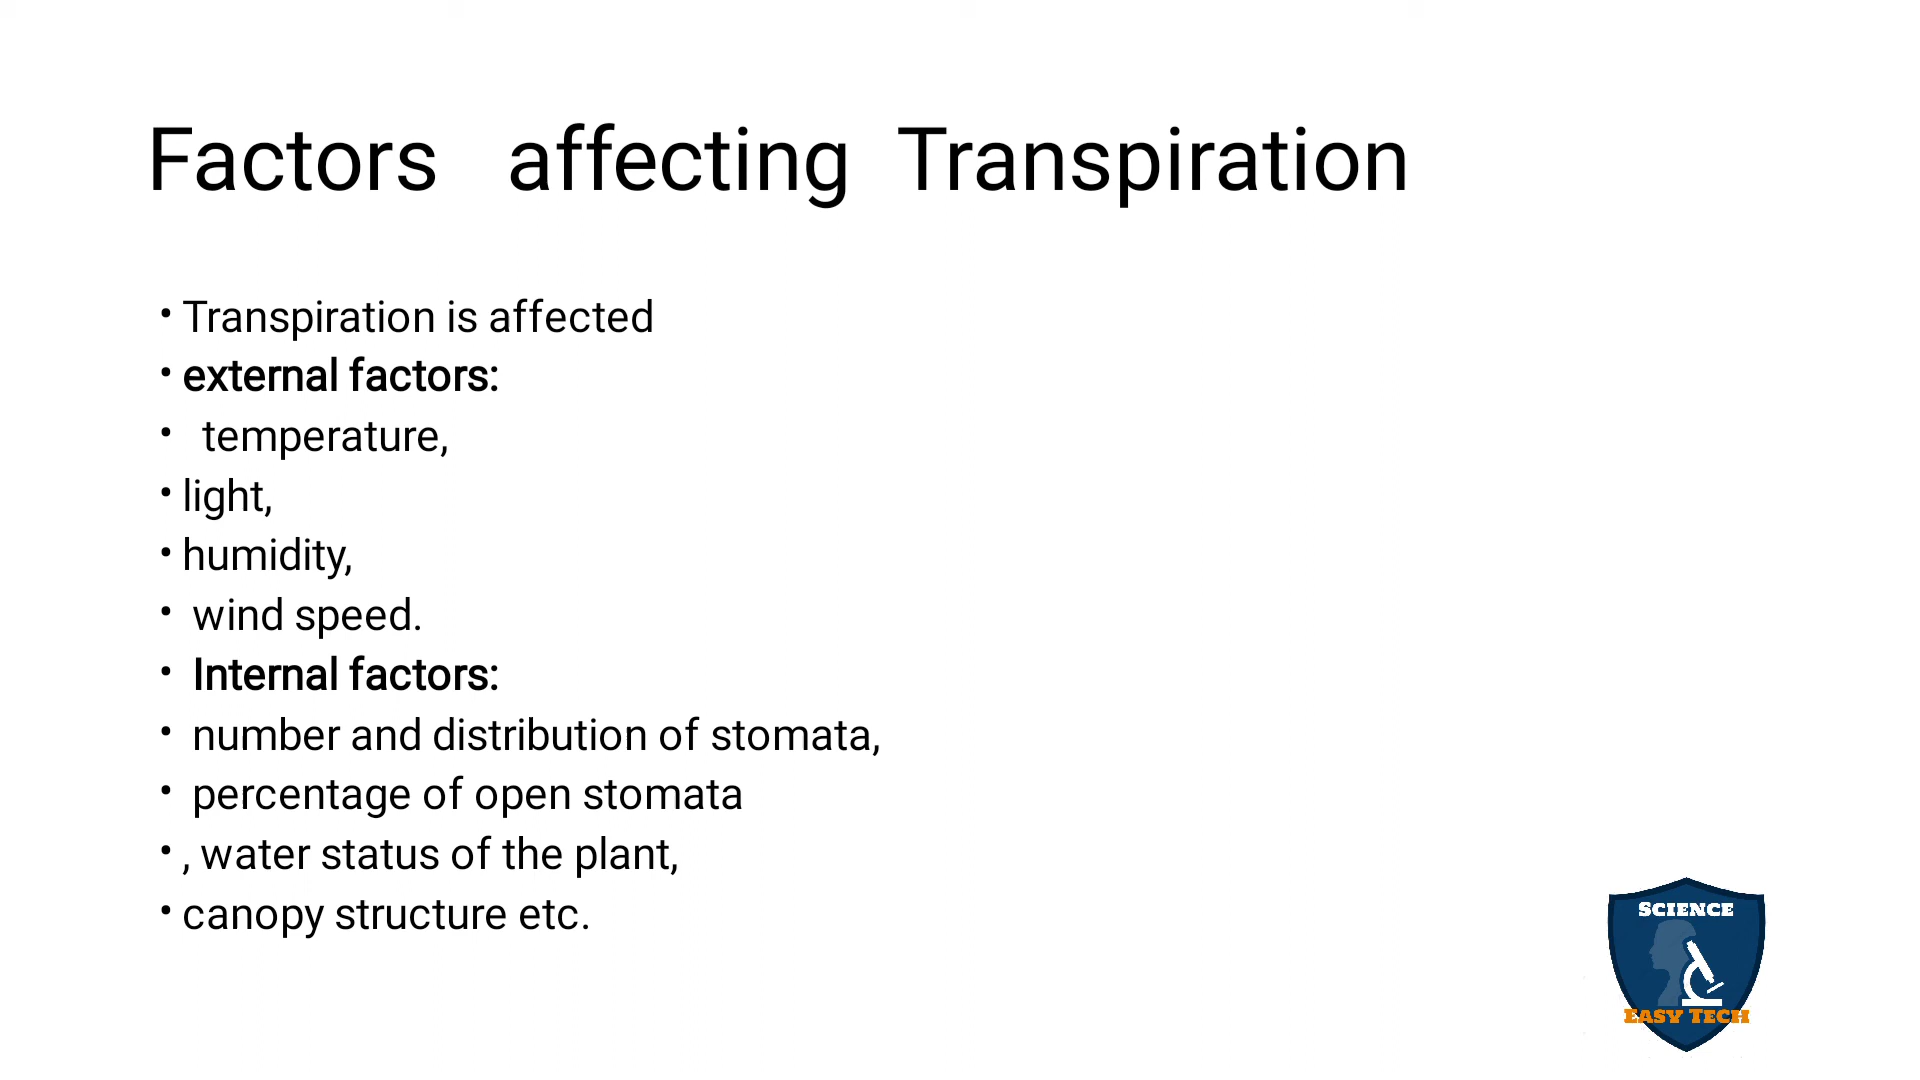 Factors affecting Transpiration
• Transpiration is affected
• external factors:
• temperature,
• light,
• humidity,
• wind speed.
• Internal factors:
• number and distribution of stomata,
• percentage of open stomata
• , water status of the plant,
• canopy structure etc.
SCIENCE
EASY TECH